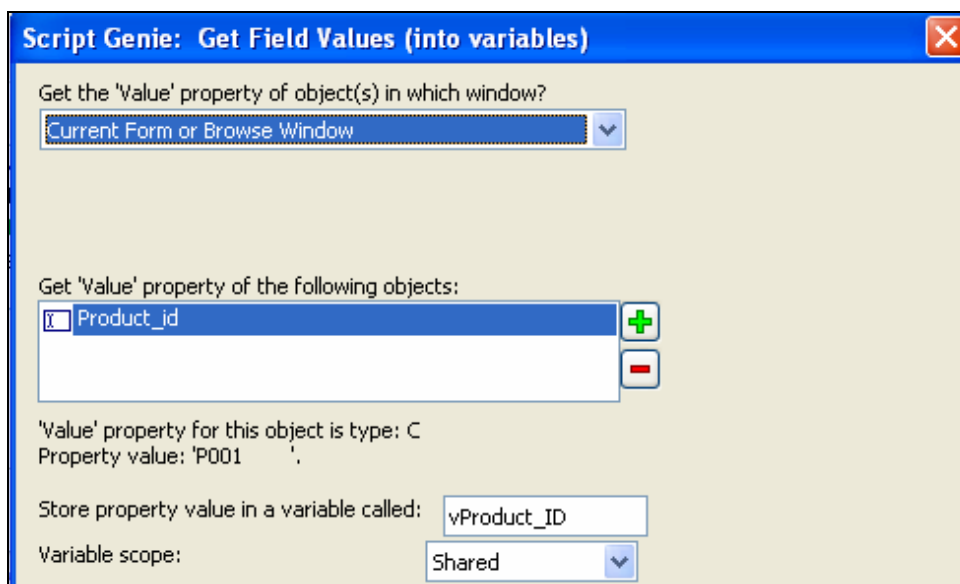 Script Genie:  Get Field Values (into variables)
Get the 'Value' property of object(s) in which window?
Current Form or Browse Window
Get 'Value' property of the following objects:
Product_id
'Value' property for this object is type: C
Property value: 'P001      '.
Store property value in a variable called: vProduct_ID
Variable scope: Shared